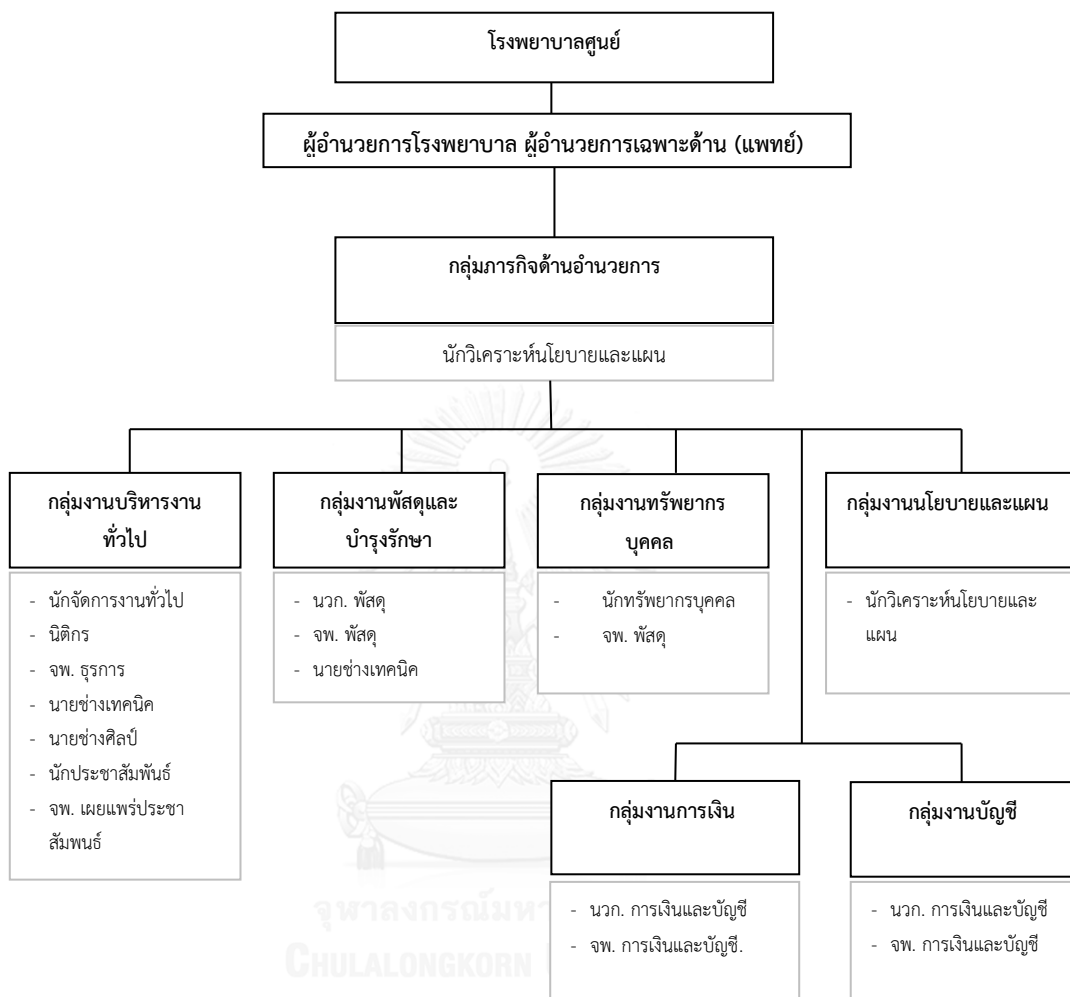 โรงพยาบาลศูนย์
ผู้อำนวยการโรงพยาบาล ผู้อำนวยการเฉพาะด้าน (แพทย์)
กลุ่มภารกิจด้านอำนวยการ
นักวิเคราะห์นโยบายและแผน
กลุ่มงานบริหารงาน
ทั่วไป
- นักจัดการงานทั่วไป
- นิติกร
- จพ. ธุรการ
- นายช่างเทคนิค
- นายช่างศิลป์
- นักประชาสัมพันธ์
- จพ. เผยแพร่ประชา
สัมพนธ์
กลุ่มงานพัสดุและ
บำรุงรักษา
- นวก. พัสดุ
- จพ. พัสดุ
- นายช่างเทคนิค
กลุ่มงานทรัพยากร
บุคคล
- นักทรัพยากรบุคคล
- จพ. พัสดุ
กลุ่มงานนโยบายและแผน
- นักวิเคราะห์นโยบายและ
แผน
กลุ่มงานการเงิน
- นวก. การเงินและบัญชี
- จพ. การเงินและบัญชี.
กลุ่มงานบัญชี
- นวก. การเงินและบัญชี
- จพ. การเงินและบัญชี
จุฬาลงกรณ์มหา
CHULALONGKORN